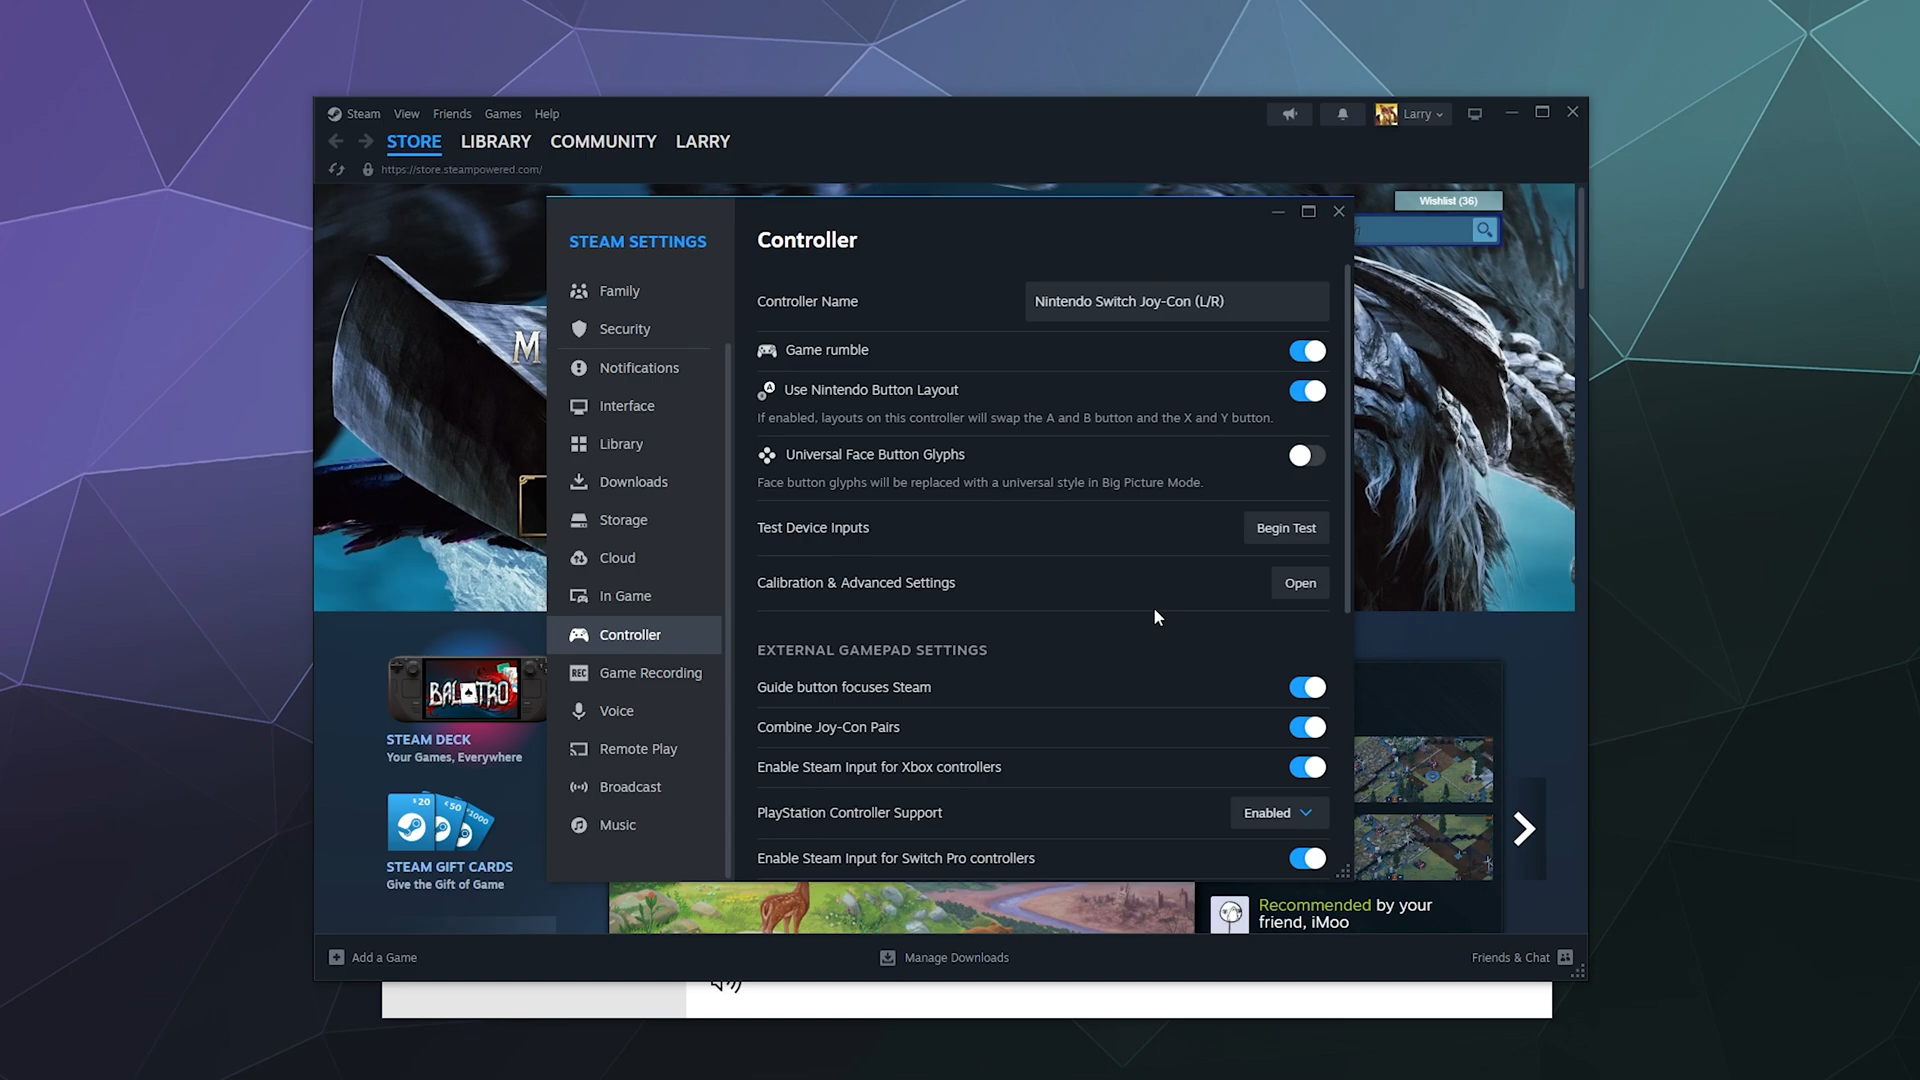 Steam View Friends Games Help
Larry
STORE LIBRARY COMMUNITY LARRY
https://store.steampowered.com/
Wishlist (36)
M
STEAM SETTINGS
Family
Security
Notifications
Interface
Library
Downloads
Storage
Cloud
In Game
Controller
REC Game Recording
Voice
Remote Play
Broadcast
Music
Controller
Controller Name Nintendo Switch Joy-Con (L/R)
Game rumble
A Use Nintendo Button Layout
If enabled, layouts on this controller will swap the A and B button and the X and Y button.
Universal Face Button Glyphs
Face button glyphs will be replaced with a universal style in Big Picture Mode.
Test Device Inputs Begin Test
Calibration & Advanced Settings Open
EXTERNAL GAMEPAD SETTINGS
Guide button focuses Steam
Combine Joy-Con Pairs
Enable Steam Input for Xbox controllers
PlayStation Controller Support Enabled
Enable Steam Input for Switch Pro controllers
BALATRO
STEAM DECK
Your Games, Everywhere
$20 $50 $1000
STEAM GIFT CARDS
Give the Gift of Game
Recommended by your
friend, iMoo
Add a Game
Manage Downloads
Friends & Chat